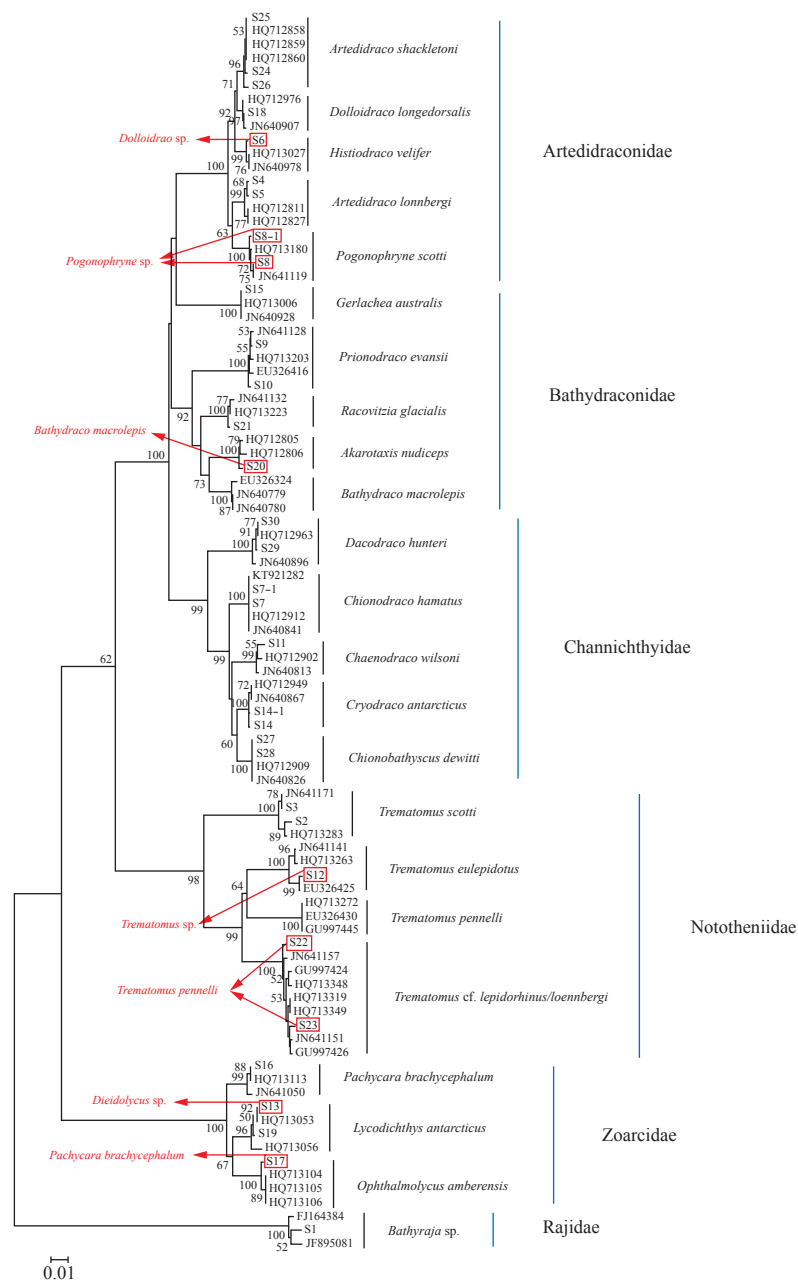 S25
53
HQ712858
HQ712859
HQ712860
96
S24
71
S26
Artedidraco shackletoni
HQ712976
92
S18
97
JN640907
Dolloidraco longedorsalis
Dolloidrao sp.
S6
HQ713027
99
JN640978
76
Histiodraco velifer
Artedidraconidae
100
68
S4
99
S5
HQ712811
77
HQ712827
Artedidraco lonnbergi
63
S8-1
HQ713180
100
S8
72
JN641119
75
Pogonophryne scotti
Pogonophryne sp.
S15
HQ713006
100
JN640928
Gerlachea australis
53
JN641128
55
S9
HQ713203
100
EU326416
S10
Prionodraco evansii
Bathydraconidae
92
77
JN641132
100
HQ713223
S21
Racovitzia glacialis
Bathydraco macrolepis
79
HQ712805
100
HQ712806
S20
Akarotaxis nudiceps
100
73
EU326324
JN640779
100
JN640780
87
Bathydraco macrolepis
77
S30
91
HQ712963
100
S29
JN640896
Dacodraco hunteri
99
KT921282
S7-1
100
S7
HQ712912
JN640841
Chionodraco hamatus
Channichthyidae
99
55
S11
99
HQ712902
JN640813
Chaenodraco wilsoni
72
HQ712949
JN640867
100
S14-1
S14
Cryodraco antarcticus
60
S27
S28
100
HQ712909
JN640826
Chionobathyscus dewitti
62
78
JN641171
100
S3
S2
89
HQ713283
Trematomus scotti
98
96
JN641141
100
HQ713263
S12
99
EU326425
Trematomus eulepidotus
64
Trematomus sp.
HQ713272
EU326430
100
GU997445
Trematomus pennelli
Nototheniidae
99
S22
JN641157
100
GU997424
52
HQ713348
HQ713319
53
HQ713349
S23
JN641151
GU997426
Trematomus cf. lepidorhinus/loennbergi
Trematomus pennelli
88
S16
99
HQ713113
JN641050
Pachycara brachycephalum
Dieidolycus sp.
100
92
S13
50
HQ713053
96
S19
HQ713056
Lycodichthys antarcticus
Zoarcidae
Pachycara brachycephalum
67
S17
HQ713104
100
HQ713105
89
HQ713106
Ophthalmolycus amberensis
FJ164384
100
S1
52
JF895081
Bathyraja sp.
Rajidae
0.01